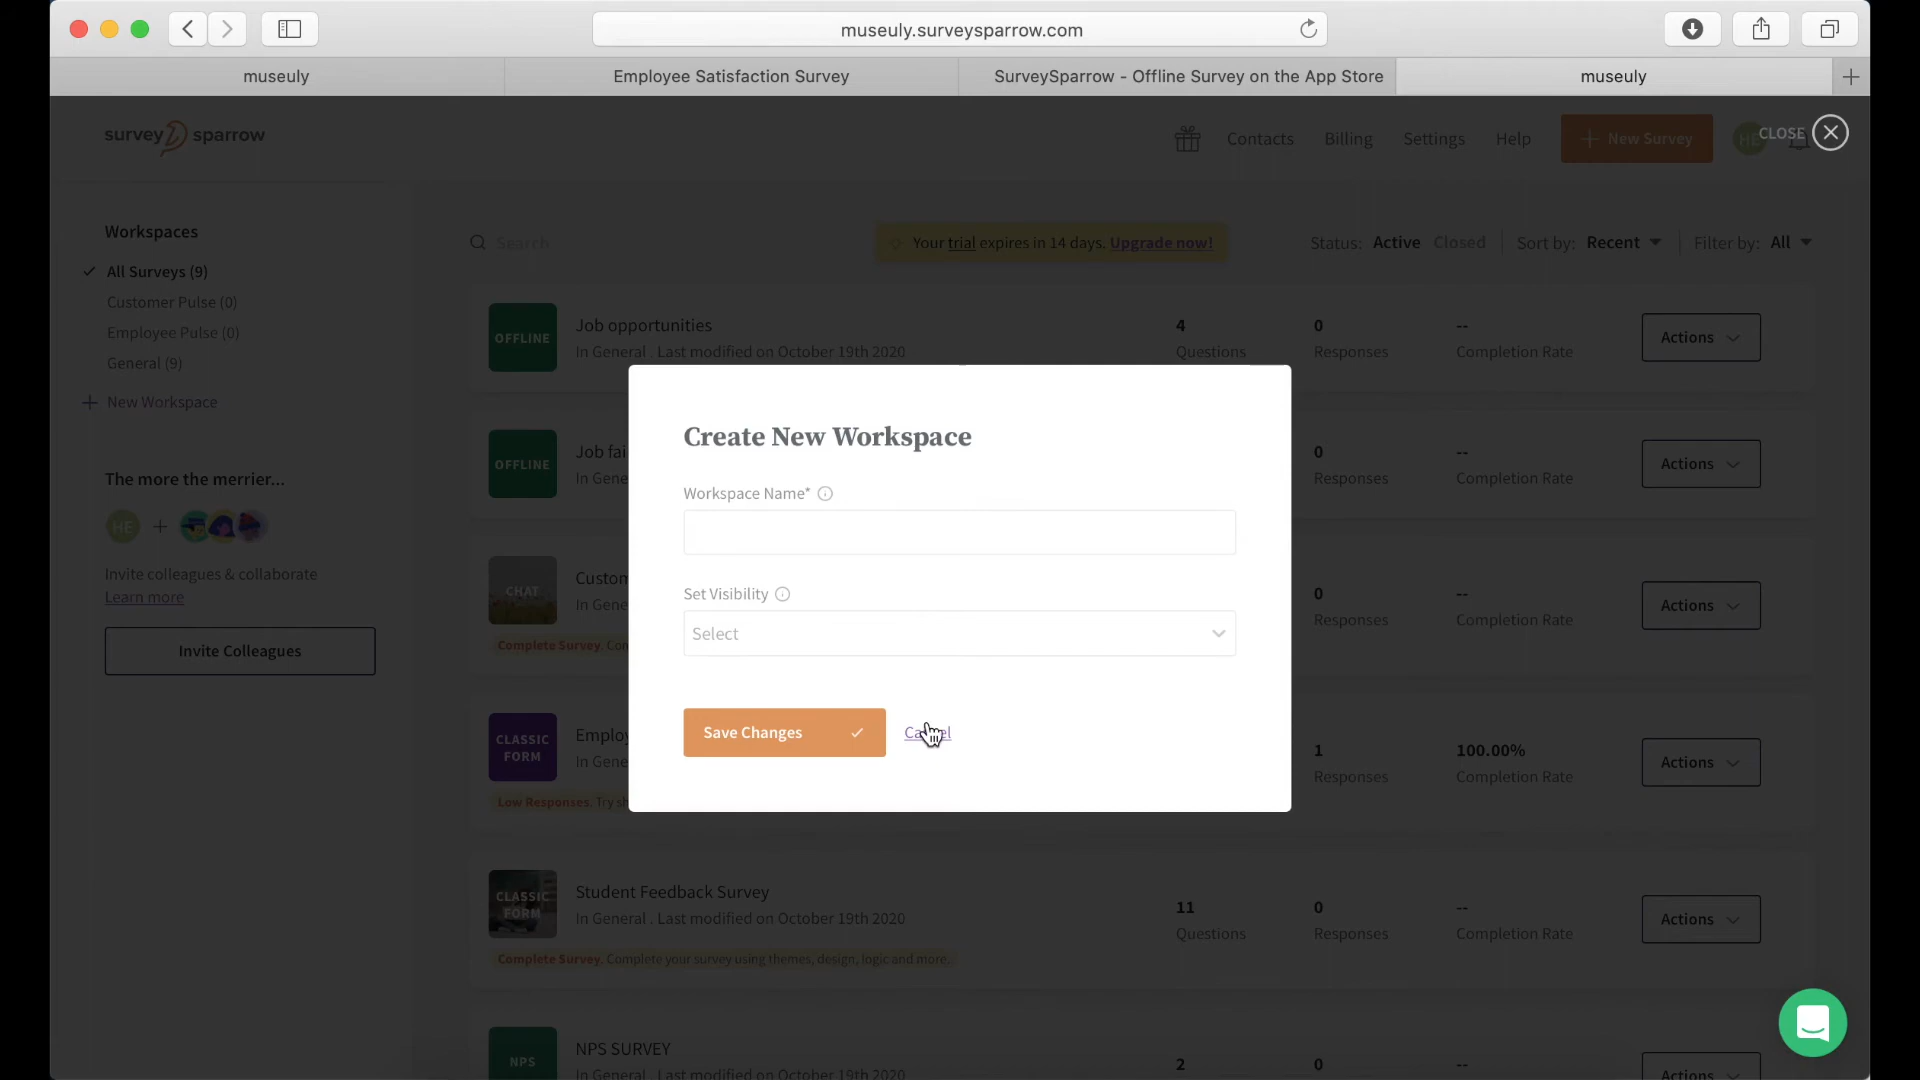 museuly.surveysparrow.com
museuly
Employee Satisfaction Survey
SurveySparrow - Offline Survey on the App Store
museuly
survey sparrow
Contacts
Billing
Settings
Help
New Survey
HE
CLOSE
Workspaces
All Surveys (9)
Customer Pulse (0)
Employee Pulse (0)
General (9)
New Workspace
The more the merrier...
HE
Invite colleagues & collaborate
Learn more
Invite Colleagues
Search
Your trial expires in 14 days. Upgrade now!
Status: Active Closed
Sort by: Recent
Filter by: All
OFFLINE
Job opportunities
In General . Last modified on October 19th 2020
4
Questions
0
Responses
--
Completion Rate
Actions
OFFLINE
Job fai
In Gene
0
Responses
--
Completion Rate
Actions
CHAT
Custon
In Gene
Complete Survey. Con
0
Responses
--
Completion Rate
Actions
CLASSIC
FORM
Employ
In Gene
Low Responses. Try sh
1
Responses
100.00%
Completion Rate
Actions
CLASSIC
FORM
Student Feedback Survey
In General . Last modified on October 19th 2020
Complete Survey. Complete your survey using themes, design, logic and more..
11
Questions
0
Responses
--
Completion Rate
Actions
NPS
NPS SURVEY
In General . Last modified on October 19th 2020
2
Questions
0
Responses
--
Completion Rate
Actions
Create New Workspace
Workspace Name*
Set Visibility
Select
Save Changes